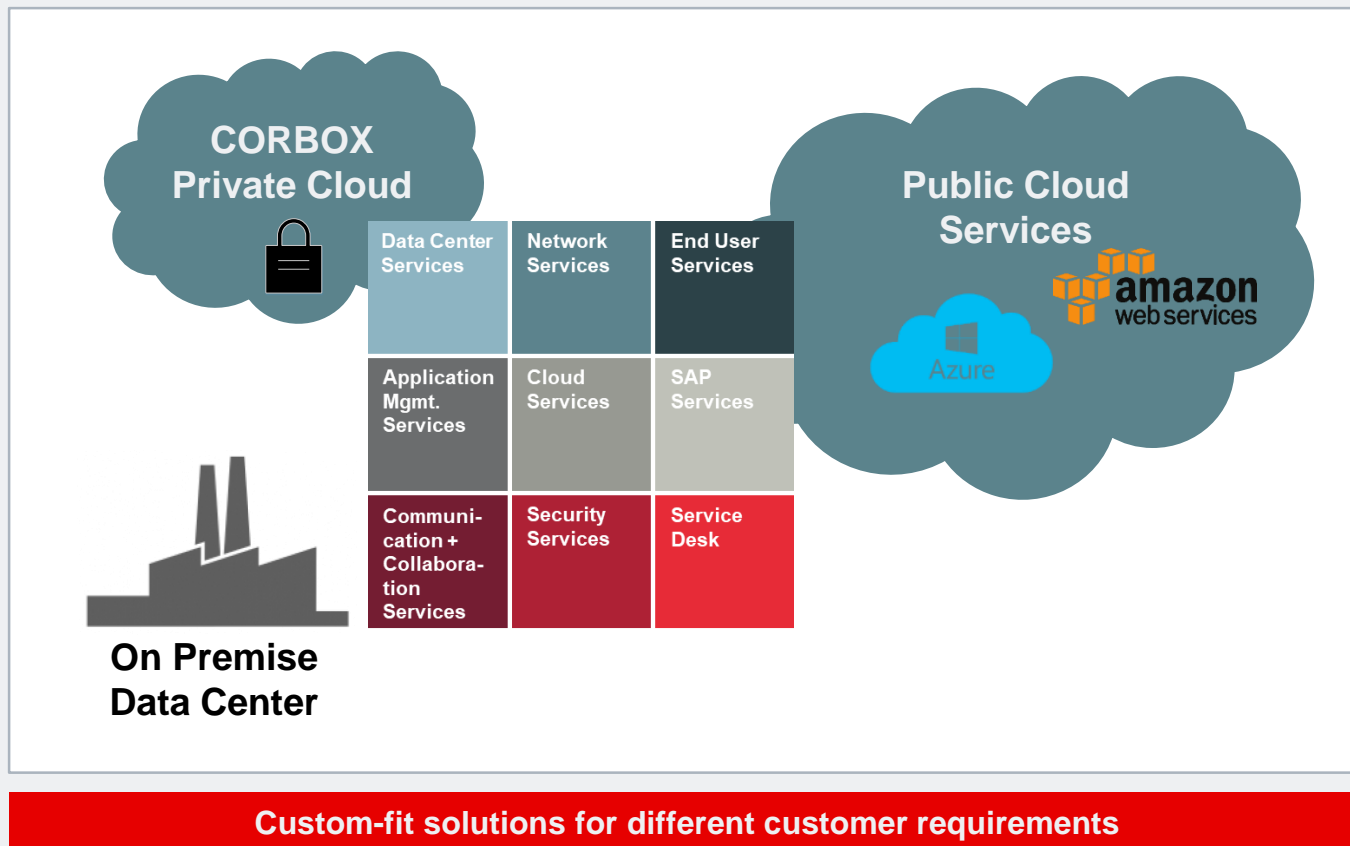 CORBOX
Private Cloud
Public Cloud
Services
amazon
web services
Azure
Data Center
Services
Network
Services
End User
Services
Application
Mgmt.
Services
Cloud
Services
SAP
Services
Communi-
cation +
Collabora-
tion
Services
Security
Services
Service
Desk
On Premise
Data Center
Custom-fit solutions for different customer requirements